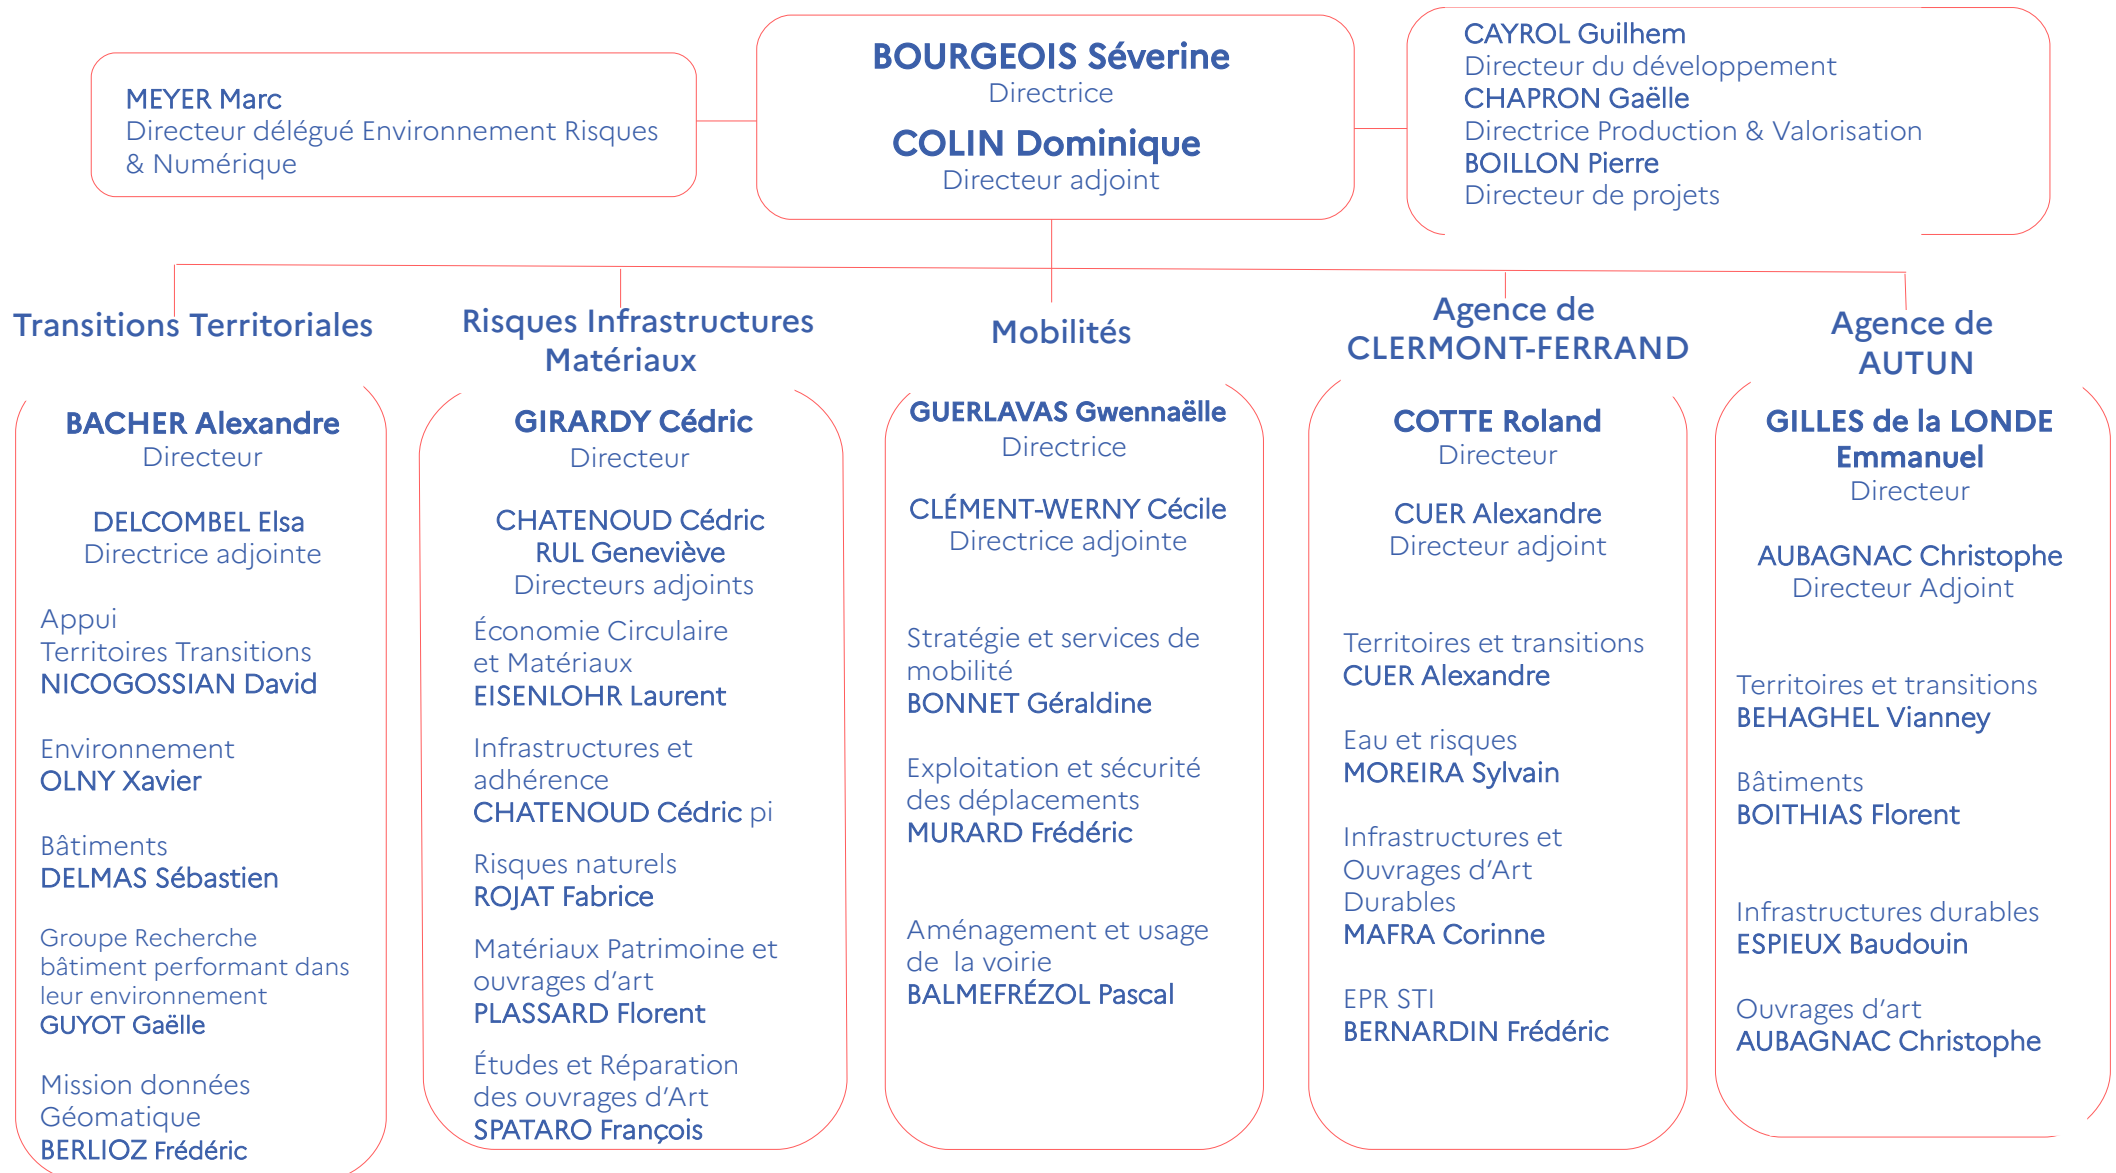 MEYER Marc
Directeur délégué Environnement Risques
& Numérique
BOURGEOIS Séverine
Directrice
COLIN Dominique
Directeur adjoint
CAYROL Guilhem
Directeur du développement
CHAPRON Gaëlle
Directrice Production & Valorisation
BOILLON Pierre
Directeur de projets
Transitions Territoriales
BACHER Alexandre
Directeur
DELCOMBEL Elsa
Directrice adjointe
Appui
Territoires Transitions
NICOGOSSIAN David
Environnement
OLNY Xavier
Bâtiments
DELMAS Sébastien
Groupe Recherche
bâtiment performant dans
leur environnement
GUYOT Gaëlle
Mission données
Géomatique
BERLIOZ Frédéric
Risques Infrastructures
Matériaux
GIRARDY Cédric
Directeur
CHATENOUD Cédric
RUL Geneviève
Directeurs adjoints
Économie Circulaire
et Matériaux
EISENLOHR Laurent
Infrastructures et
adhérence
CHATENOUD Cédric pi
Risques naturels
ROJAT Fabrice
Matériaux Patrimoine et
ouvrages d'art
PLASSARD Florent
Études et Réparation
des ouvrages d'Art
SPATARO François
Mobilités
GUERLAVAS Gwennaëlle
Directrice
CLÉMENT-WERNY Cécile
Directrice adjointe
Stratégie et services de
mobilité
BONNET Géraldine
Exploitation et sécurité
des déplacements
MURARD Frédéric
Aménagement et usage
de la voirie
BALMEFRÉZOL Pascal
Agence de
CLERMONT-FERRAND
COTTE Roland
Directeur
CUER Alexandre
Directeur adjoint
Territoires et transitions
CUER Alexandre
Eau et risques
MOREIRA Sylvain
Infrastructures et
Ouvrages d'Art
Durables
MAFRA Corinne
EPR STI
BERNARDIN Frédéric
Agence de
AUTUN
GILLES de la LONDE
Emmanuel
Directeur
AUBAGNAC Christophe
Directeur Adjoint
Territoires et transitions
BEHAGHEL Vianney
Bâtiments
BOITHIAS Florent
Infrastructures durables
ESPIEUX Baudouin
Ouvrages d'art
AUBAGNAC Christophe